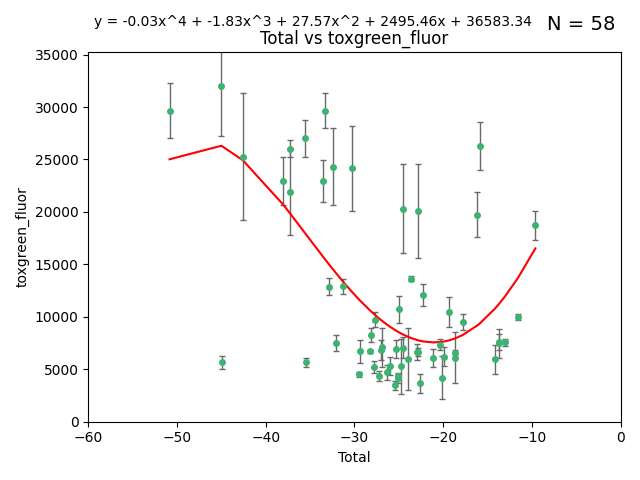 y = -0.03x^4 + -1.83x^3 + 27.57x^2 + 2495.46x + 36583.34 N = 58
Total vs toxgreen_fluor
35000
30000
25000
20000
15000
10000
5000
0
toxgreen_fluor
−60 −50 −40 −30 −20 −10 0
Total